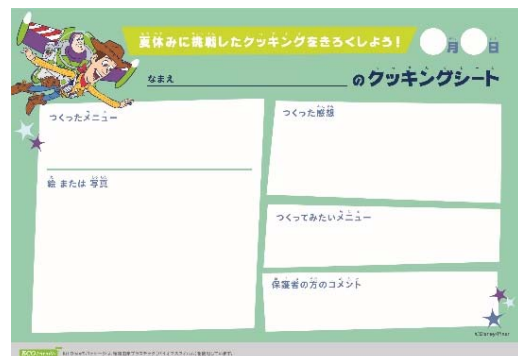 夏休みに挑戦したクッキングをきろくしよう！
月 日
なまえ
のクッキングシート
つくったメニュー
絵 または 写真
つくった感想
つくってみたいメニュー
保護者の方のコメント
©Disney/Pixar